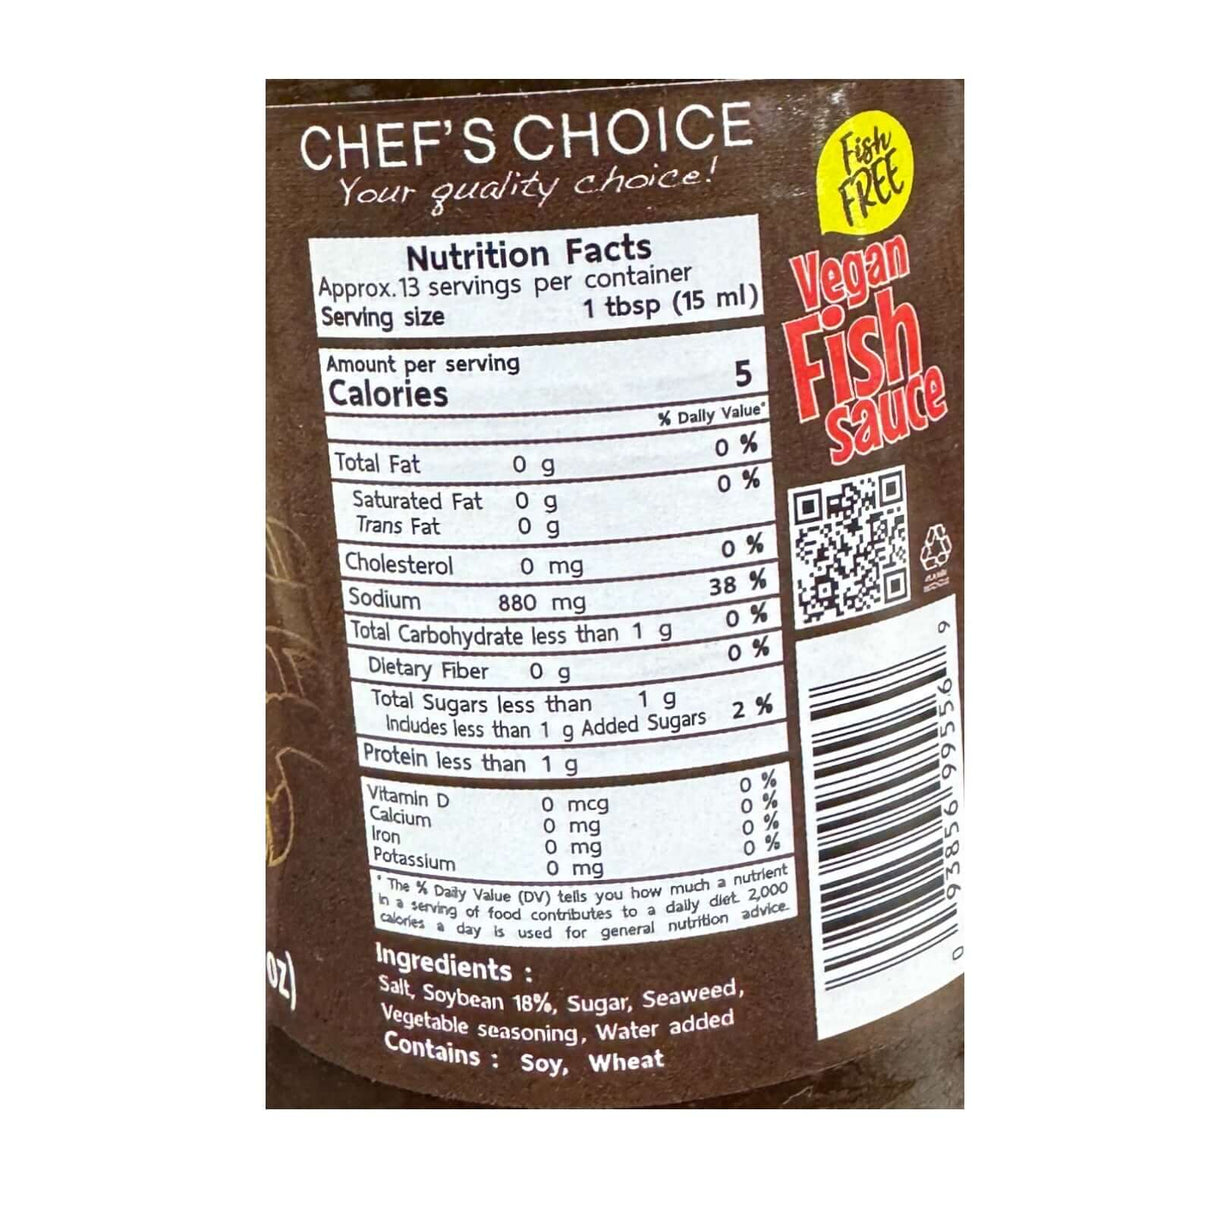 CHEF'S CHOICE
Your quality choice!
Fish
FREE
Vegan
Fish
sauce
Nutrition Facts
Approx.13 servings per container
Serving size 1 tbsp (15 ml)
Amount per serving
Calories 5
% Daily Value*
Total Fat 0 g 0 %
Saturated Fat 0 g 0 %
Trans Fat 0 g
Cholesterol 0 mg 0 %
Sodium 880 mg 38 %
Total Carbohydrate less than 1 g 0 %
Dietary Fiber 0 g 0 %
Total Sugars less than 1 g
Includes less than 1 g Added Sugars 2 %
Protein less than 1 g
Vitamin D 0 mcg 0 %
Calcium 0 mg 0 %
Iron 0 mg 0 %
Potassium 0 mg 0 %
* The % Daily Value (DV) tells you how much a nutrient
in a serving of food contributes to a daily diet. 2,000
calories a day is used for general nutrition advice.
Ingredients :
Salt, Soybean 18%, Sugar, Seaweed,
Vegetable seasoning, Water added
Contains : Soy, Wheat
oz)
0 93856 99556 9